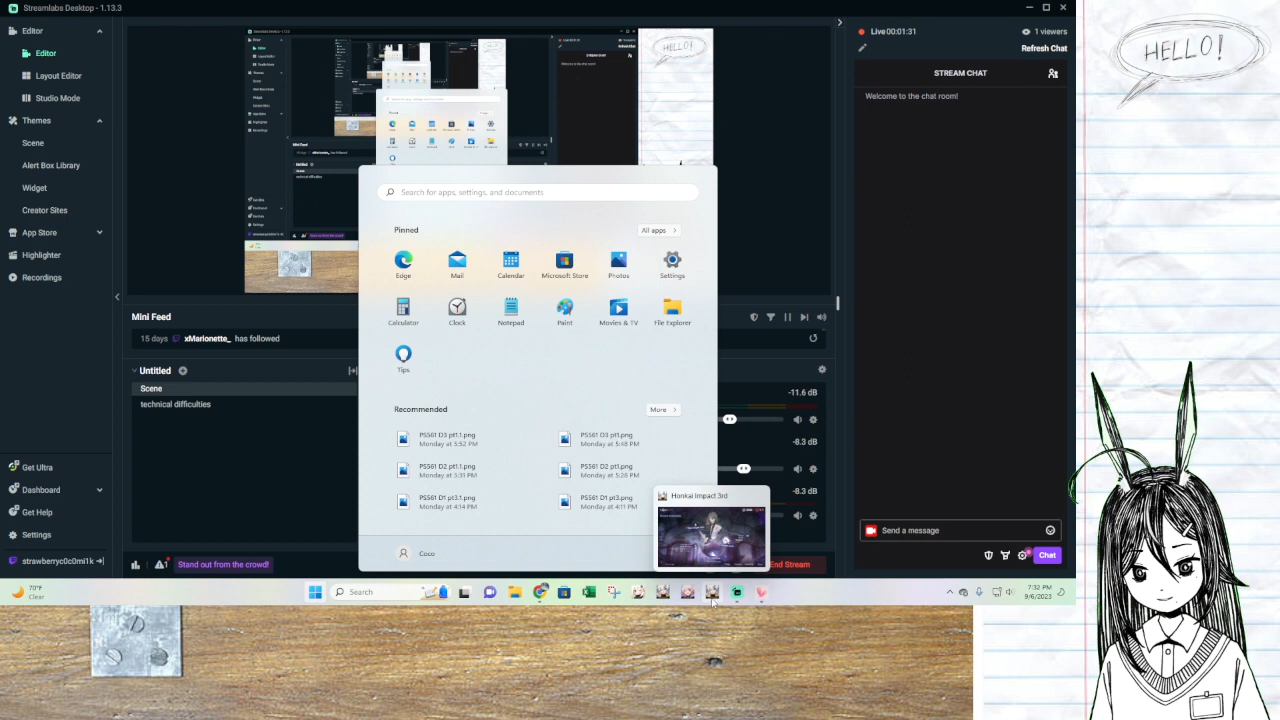 Streamlabs Desktop - 1.13.3
Editor
Editor
Layout Editor
Studio Mode
Themes
Scene
Alert Box Library
Widget
Creator Sites
App Store
Highlighter
Recordings
Get Ultra
Dashboard
Get Help
Settings
strawberryc0c0mi1k
Mini Feed
15 days xMarionette_ has followed
Untitled
Scene
technical difficulties
Stand out from the crowd!
Search for apps, settings, and documents
Pinned
All apps
Edge
Mail
Calendar
Microsoft Store
Photos
Settings
Calculator
Clock
Notepad
Paint
Movies & TV
File Explorer
Tips
Recommended
More
PS561 D3 pt1.1.png
Monday at 5:52 PM
PS561 D3 pt1.png
Monday at 5:48 PM
PS561 D2 pt1.1.png
Monday at 5:31 PM
PS561 D2 pt1.png
Monday at 5:26 PM
PS561 D1 pt3.1.png
Monday at 4:14 PM
PS561 D1 pt3.png
Monday at 4:11 PM
Coco
Honkai Impact 3rd
-11.6 dB
-8.3 dB
-8.3 dB
End Stream
Live 00:01:31
1 viewers
Refresh Chat
STREAM CHAT
Welcome to the chat room!
Send a message
Chat
70°F
Clear
Search
7:32 PM
9/6/2023
HELLO!